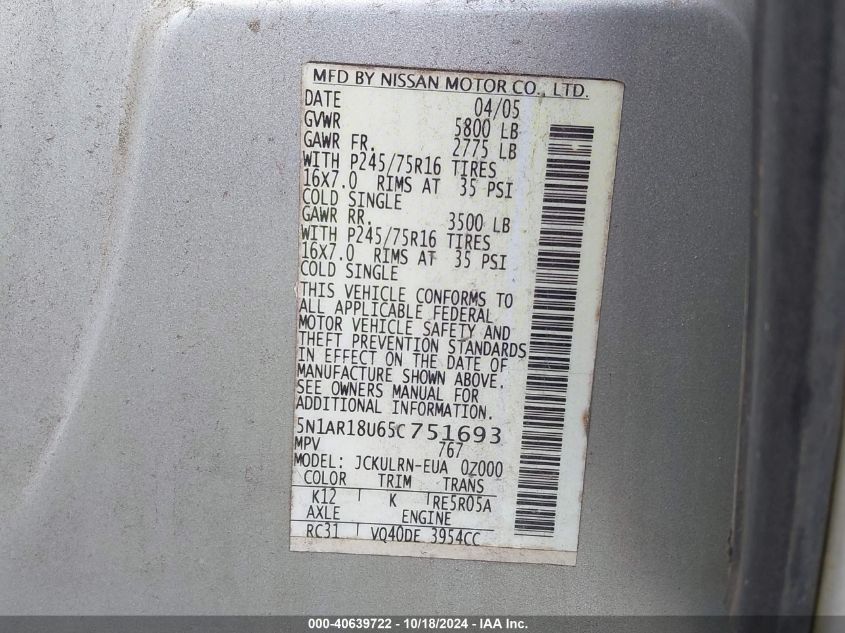 MFD BY NISSAN MOTOR CO., LTD.
DATE 04/05
GVWR 5800 LB
GAWR FR. 2775 LB
WITH P245/75R16 TIRES
16X7.0 RIMS AT 35 PSI
COLD SINGLE
GAWR RR. 3500 LB
WITH P245/75R16 TIRES
16X7.0 RIMS AT 35 PSI
COLD SINGLE
THIS VEHICLE CONFORMS TO
ALL APPLICABLE FEDERAL
MOTOR VEHICLE SAFETY AND
THEFT PREVENTION STANDARDS
IN EFFECT ON THE DATE OF
MANUFACTURE SHOWN ABOVE.
SEE OWNERS MANUAL FOR
ADDITIONAL INFORMATION.
5N1AR18U65C751693
MPV 767
MODEL: JCKULRN-EUA 0Z000
COLOR TRIM TRANS
K12 K RE5R05A
AXLE ENGINE
RC31 VQ40DE 3954CC
000-40639722 - 10/18/2024 - IAA Inc.